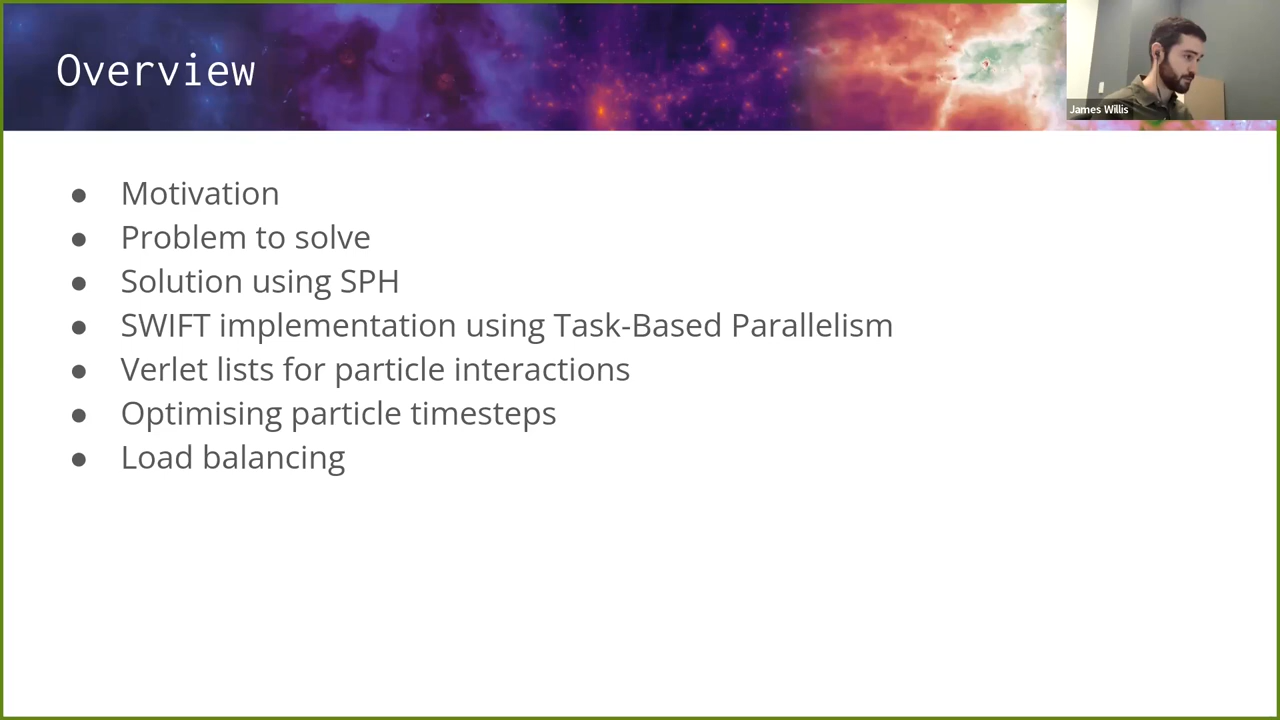 Overview
James Willis
● Motivation
● Problem to solve
● Solution using SPH
● SWIFT implementation using Task-Based Parallelism
● Verlet lists for particle interactions
● Optimising particle timesteps
● Load balancing